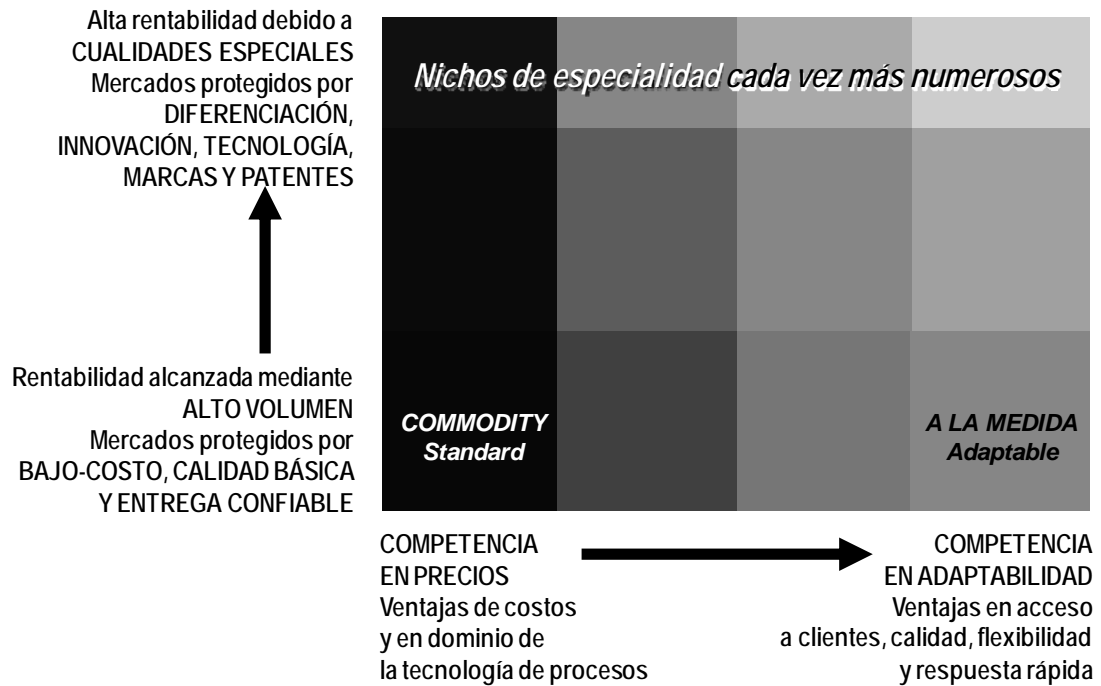 Alta rentabilidad debido a
CUALIDADES ESPECIALES
Mercados protegidos por
DIFERENCIACIÓN,
INNOVACIÓN, TECNOLOGÍA,
MARCAS Y PATENTES
Nichos de especialidad cada vez más numerosos
Rentabilidad alcanzada mediante
ALTO VOLUMEN
Mercados protegidos por
BAJO-COSTO, CALIDAD BÁSICA
Y ENTREGA CONFIABLE
COMMODITY
Standard
A LA MEDIDA
Adaptable
COMPETENCIA
EN PRECIOS
Ventajas de costos
y en dominio de
la tecnología de procesos
COMPETENCIA
EN ADAPTABILIDAD
Ventajas en acceso
a clientes, calidad, flexibilidad
y respuesta rápida